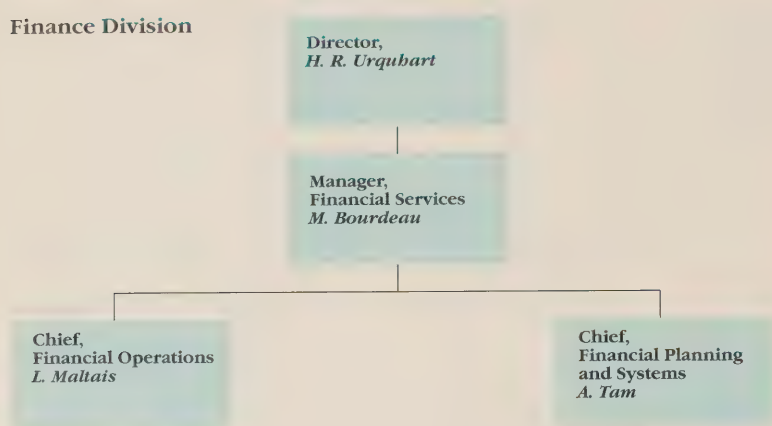 Finance Division
Director,
H. R. Urquhart
Manager,
Financial Services
M. Bourdeau
Chief,
Financial Operations
L. Maltais
Chief,
Financial Planning
and Systems
A. Tam